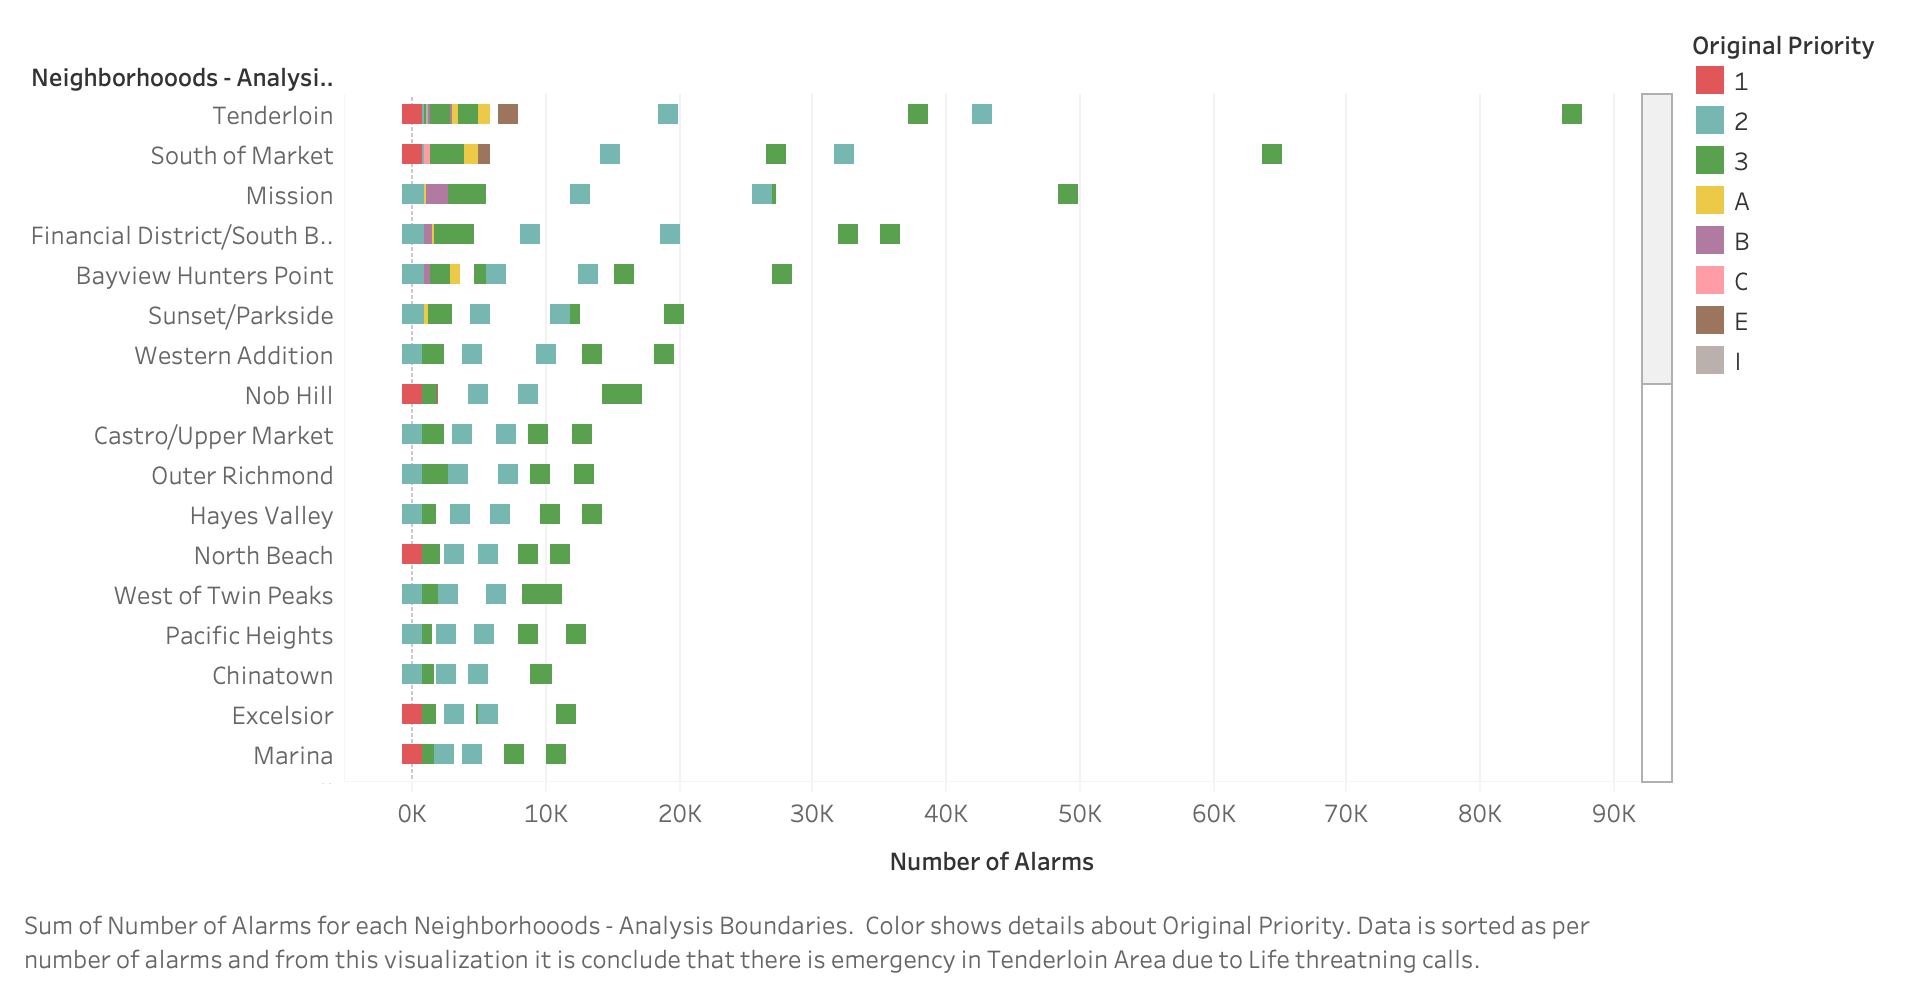 Original Priority
1
2
3
A
B
C
E
I
Neighborhooods - Analysi..
Tenderloin
South of Market
Mission
Financial District/South B..
Bayview Hunters Point
Sunset/Parkside
Western Addition
Nob Hill
Castro/Upper Market
Outer Richmond
Hayes Valley
North Beach
West of Twin Peaks
Pacific Heights
Chinatown
Excelsior
Marina
0K 10K 20K 30K 40K 50K 60K 70K 80K 90K
Number of Alarms
Sum of Number of Alarms for each Neighborhooods - Analysis Boundaries. Color shows details about Original Priority. Data is sorted as per
number of alarms and from this visualization it is conclude that there is emergency in Tenderloin Area due to Life threatning calls.